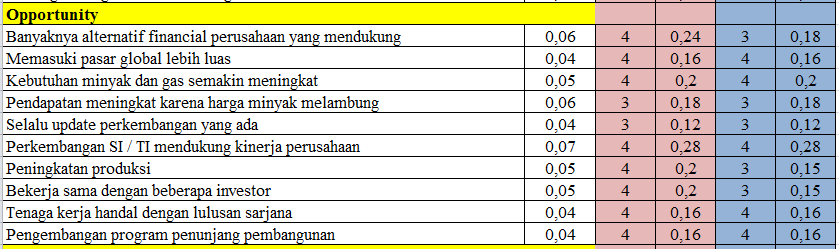 Opportunity
Banyaknya alternatif financial perusahaan yang mendukung 0,06 4 0,24 3 0,18
Memasuki pasar global lebih luas 0,04 4 0,16 4 0,16
Kebutuhan minyak dan gas semakin meningkat 0,05 4 0,2 4 0,2
Pendapatan meningkat karena harga minyak melambung 0,06 3 0,18 3 0,18
Selalu update perkembangan yang ada 0,04 3 0,12 3 0,12
Perkembangan SI / TI mendukung kinerja perusahaan 0,07 4 0,28 4 0,28
Peningkatan produksi 0,05 4 0,2 3 0,15
Bekerja sama dengan beberapa investor 0,05 4 0,2 3 0,15
Tenaga kerja handal dengan lulusan sarjana 0,04 4 0,16 4 0,16
Pengembangan program penunjang pembangunan 0,04 4 0,16 4 0,16